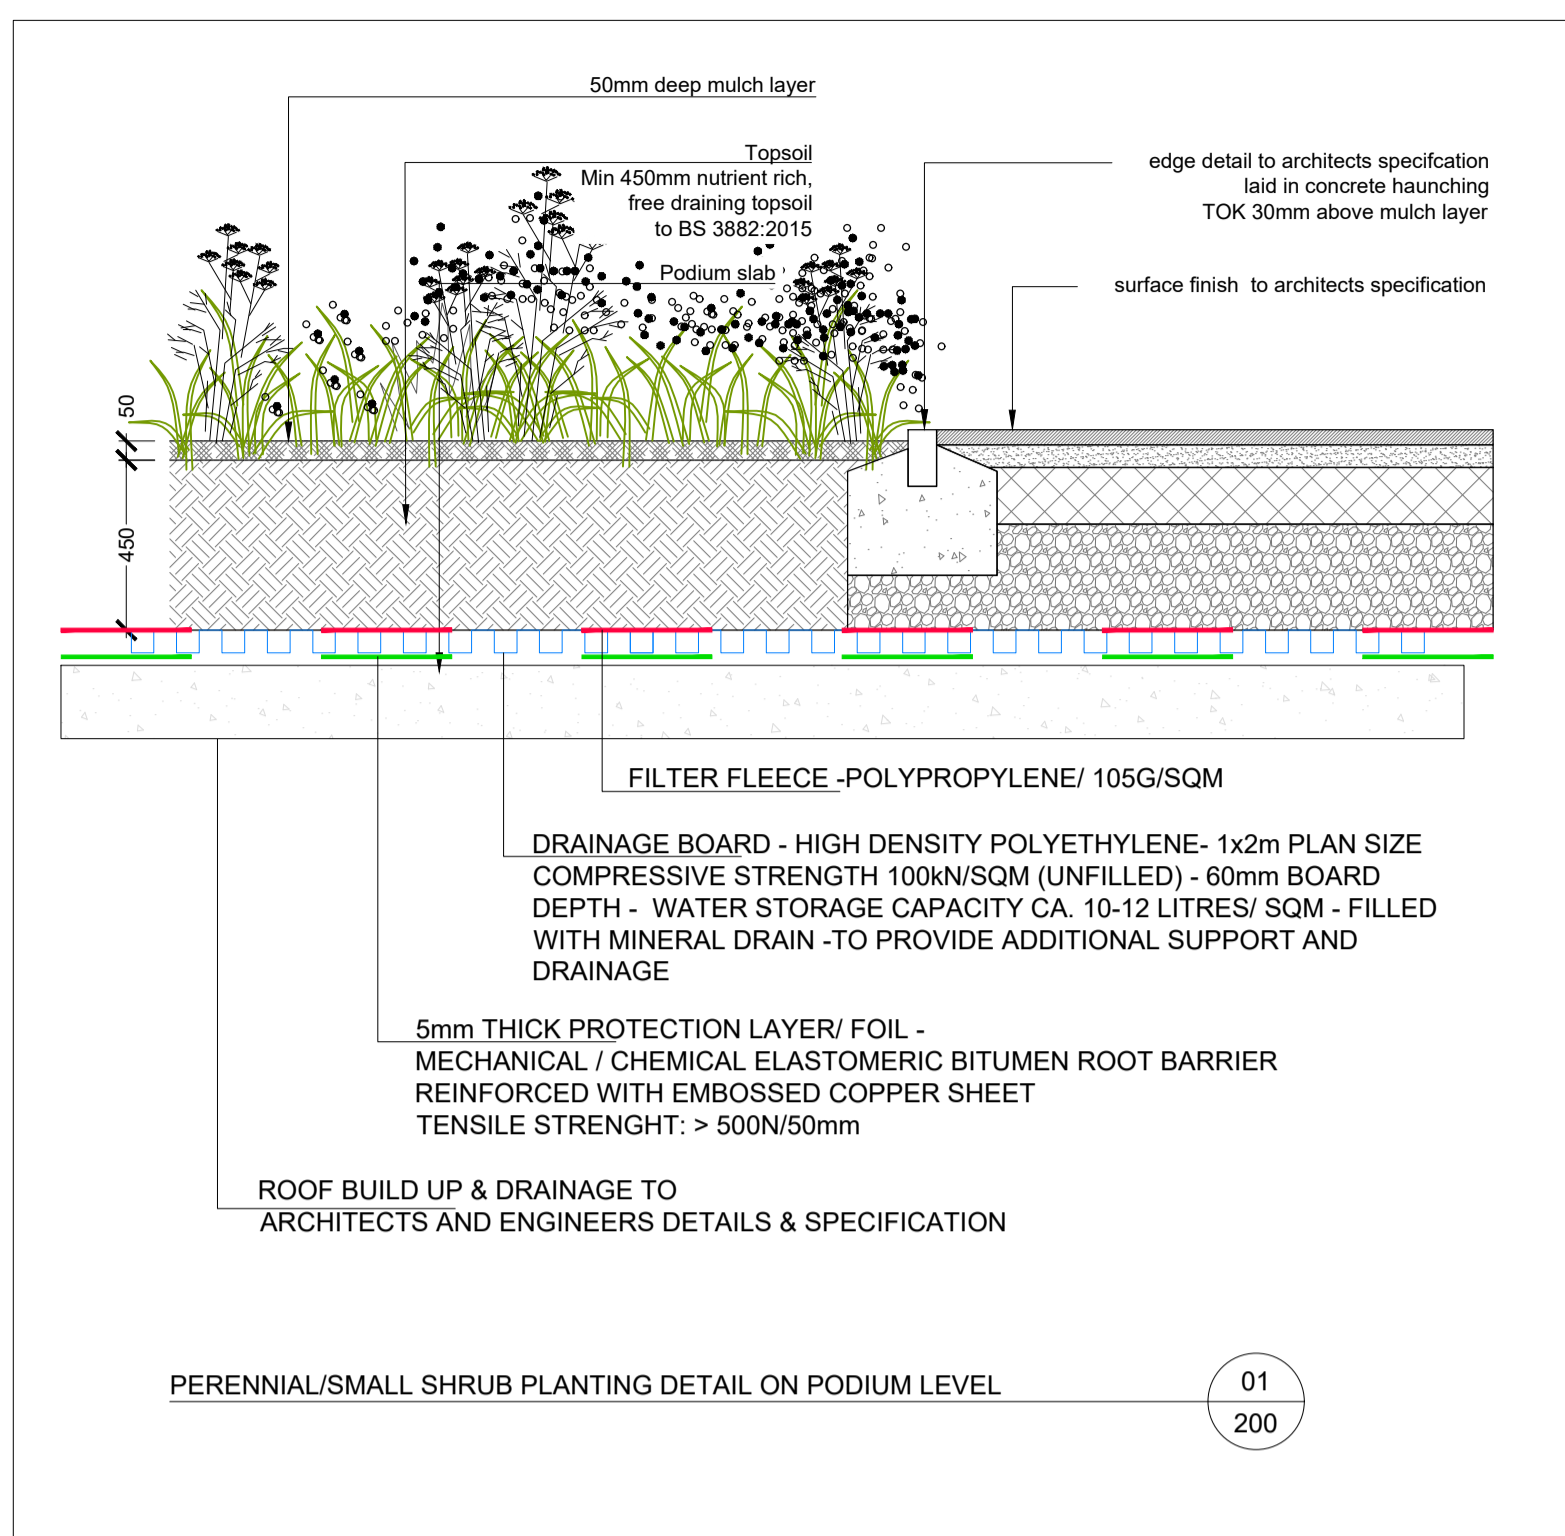 50mm deep mulch layer
Topsoil
Min 450mm nutrient rich,
free draining topsoil
to BS 3882:2015
Podium slab
edge detail to architects specifcation
laid in concrete haunching
TOK 30mm above mulch layer
surface finish  to architects specification
50
450
FILTER FLEECE -POLYPROPYLENE/ 105G/SQM
DRAINAGE BOARD - HIGH DENSITY POLYETHYLENE- 1x2m PLAN SIZE
COMPRESSIVE STRENGTH 100kN/SQM (UNFILLED) - 60mm BOARD
DEPTH -  WATER STORAGE CAPACITY CA. 10-12 LITRES/ SQM - FILLED
WITH MINERAL DRAIN -TO PROVIDE ADDITIONAL SUPPORT AND
DRAINAGE
5mm THICK PROTECTION LAYER/ FOIL -
MECHANICAL / CHEMICAL ELASTOMERIC BITUMEN ROOT BARRIER
REINFORCED WITH EMBOSSED COPPER SHEET
TENSILE STRENGHT: > 500N/50mm
ROOF BUILD UP & DRAINAGE TO
ARCHITECTS AND ENGINEERS DETAILS & SPECIFICATION
PERENNIAL/SMALL SHRUB PLANTING DETAIL ON PODIUM LEVEL
01
200